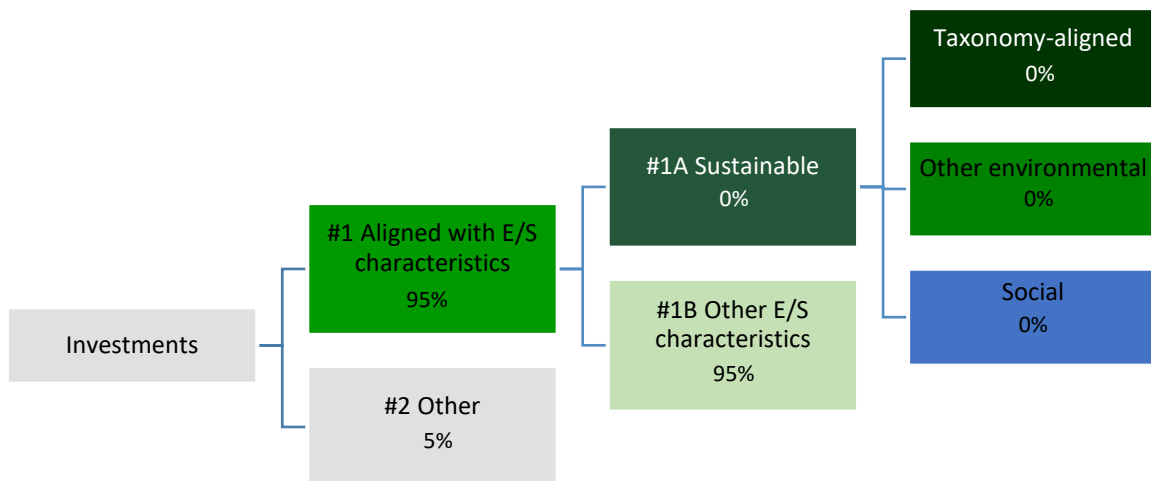 Investments
#1 Aligned with E/S
characteristics
95%
#2 Other
5%
#1A Sustainable
0%
#1B Other E/S
characteristics
95%
Taxonomy-aligned
0%
Other environmental
0%
Social
0%